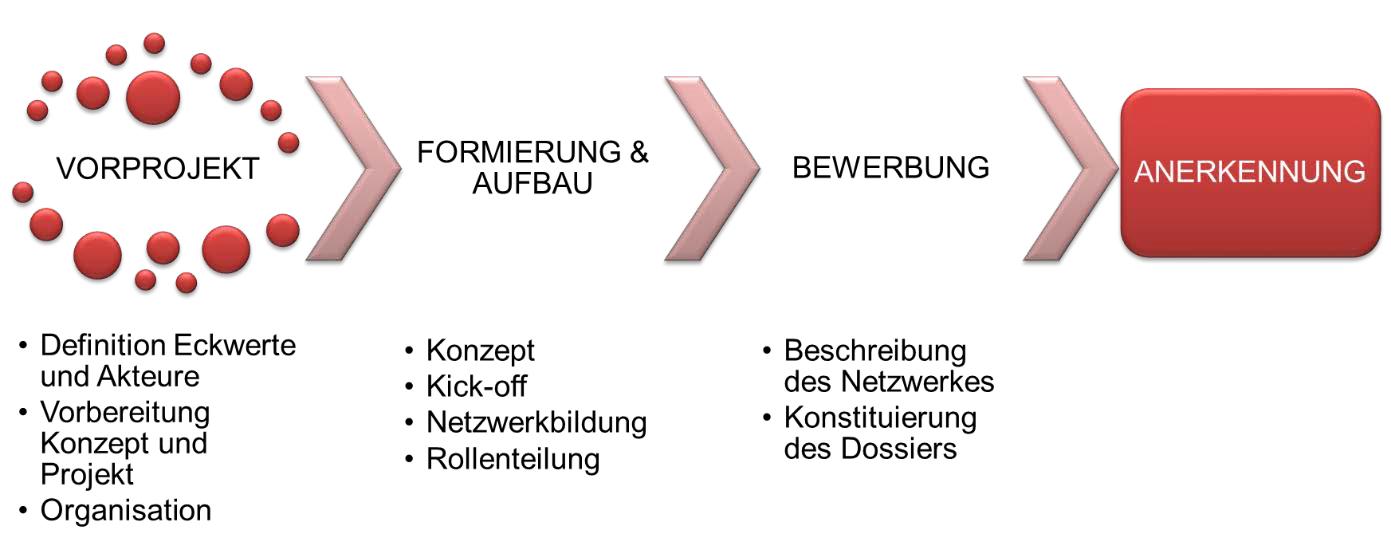 VORPROJEKT
FORMIERUNG &
AUFBAU
BEWERBUNG
ANERKENNUNG
• Definition Eckwerte
und Akteure
• Vorbereitung
Konzept und
Projekt
• Organisation
• Konzept
• Kick-off
• Netzwerkbildung
• Rollenteilung
• Beschreibung
des Netzwerkes
• Konstituierung
des Dossiers